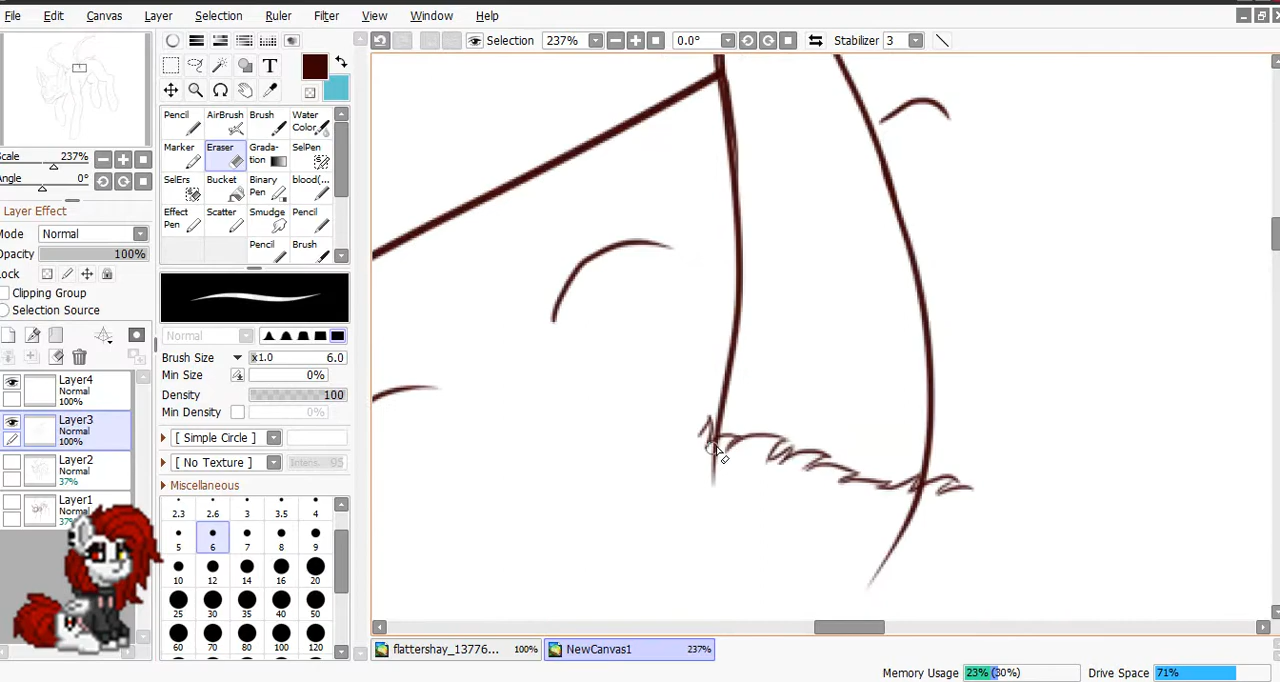 File Edit Canvas Layer Selection Ruler Filter View Window Help
Selection 237% 0.0° Stabilizer 3
Scale 237%
Angle 0°
Layer Effect
Mode Normal
Opacity 100%
Lock
Clipping Group
Selection Source
Layer4
Normal
100%
Layer3
Normal
100%
Layer2
Normal
37%
Layer1
Normal
T
Pencil AirBrush Brush Water Color
Marker Eraser Grada-tion SelPen
SelErs Bucket Binary Pen blood(...
Effect Pen Scatter Smudge Pencil
Pencil Brush
Normal
Brush Size x1.0 6.0
Min Size 0%
Density 100
Min Density 0%
[ Simple Circle ]
[ No Texture ] Intens. 95
Miscellaneous
2.3 2.6 3 3.5 4
5 6 7 8 9
10 12 14 16 20
25 30 35 40 50
60 70 80 100 120
flattershay_13776... 100% NewCanvas1 237%
Memory Usage 23% (30%) Drive Space 71%